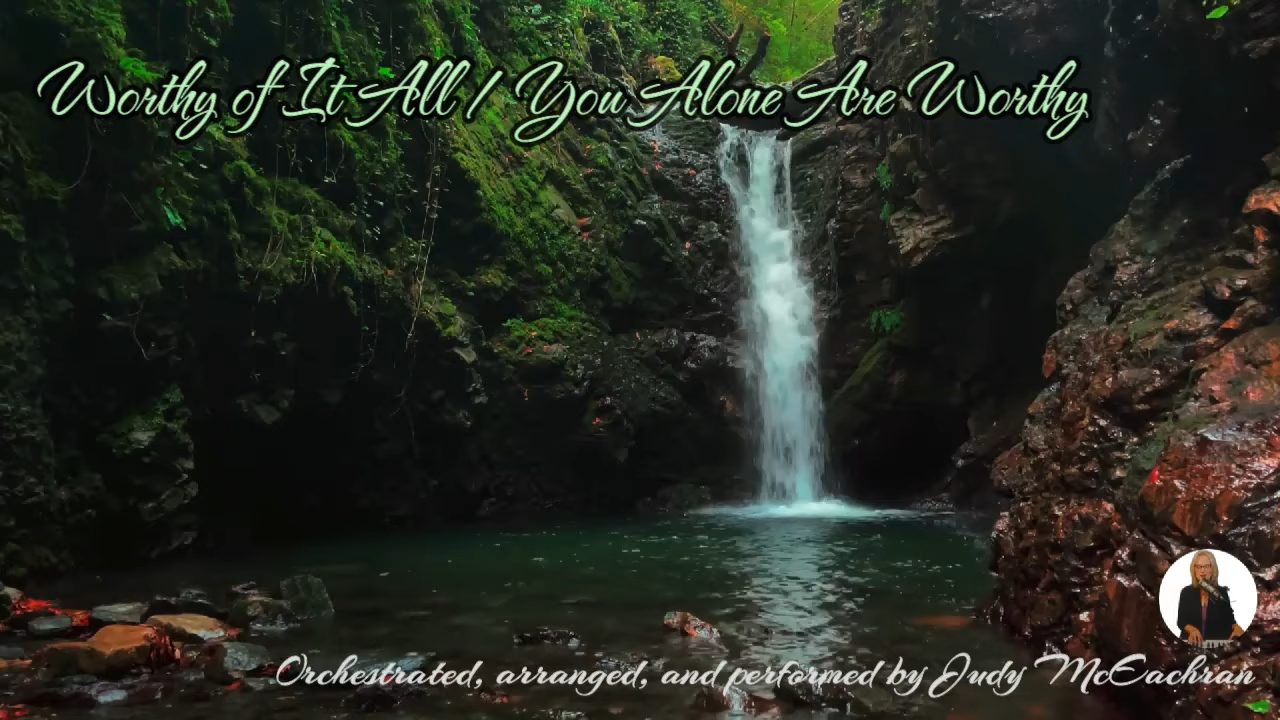 Worthy of It All / You Alone Are Worthy
Orchestrated, arranged, and performed by Judy McEachran